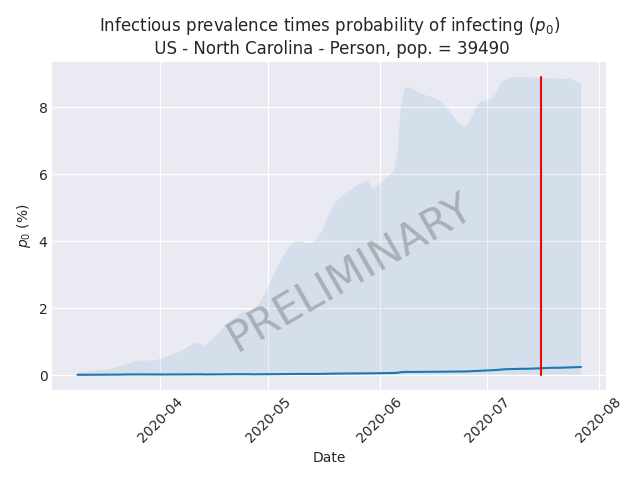 Infectious prevalence times probability of infecting (p₀)
US - North Carolina - Person, pop. = 39490
p₀ (%)
8
6
4
2
0
PRELIMINARY
2020-04
2020-05
2020-06
2020-07
2020-08
Date